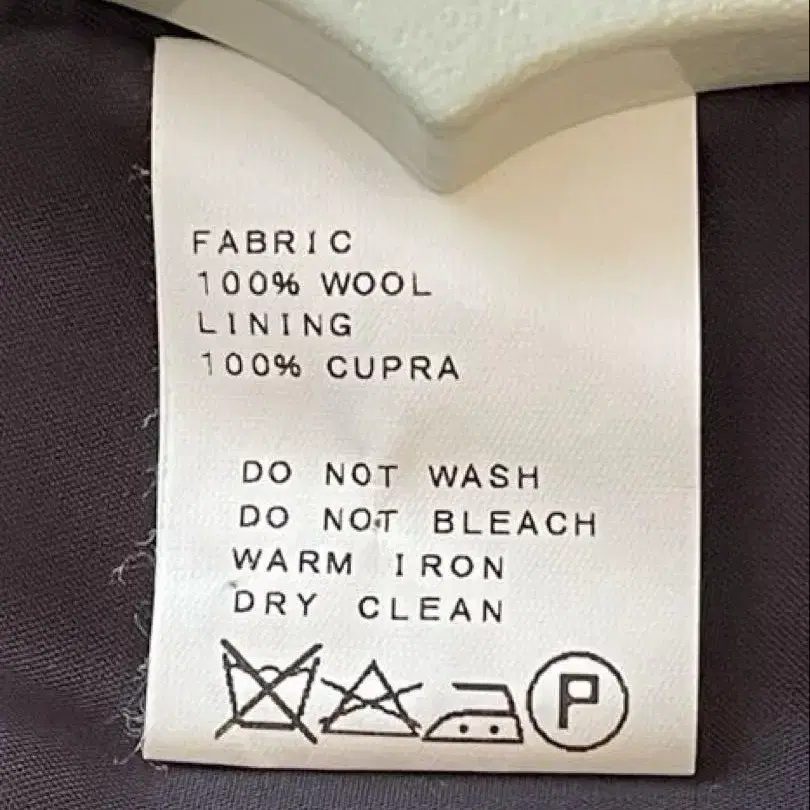 FABRIC
100% WOOL
LINING
100% CUPRA
DO NOT WASH
DO NOT BLEACH
WARM IRON
DRY CLEAN
P